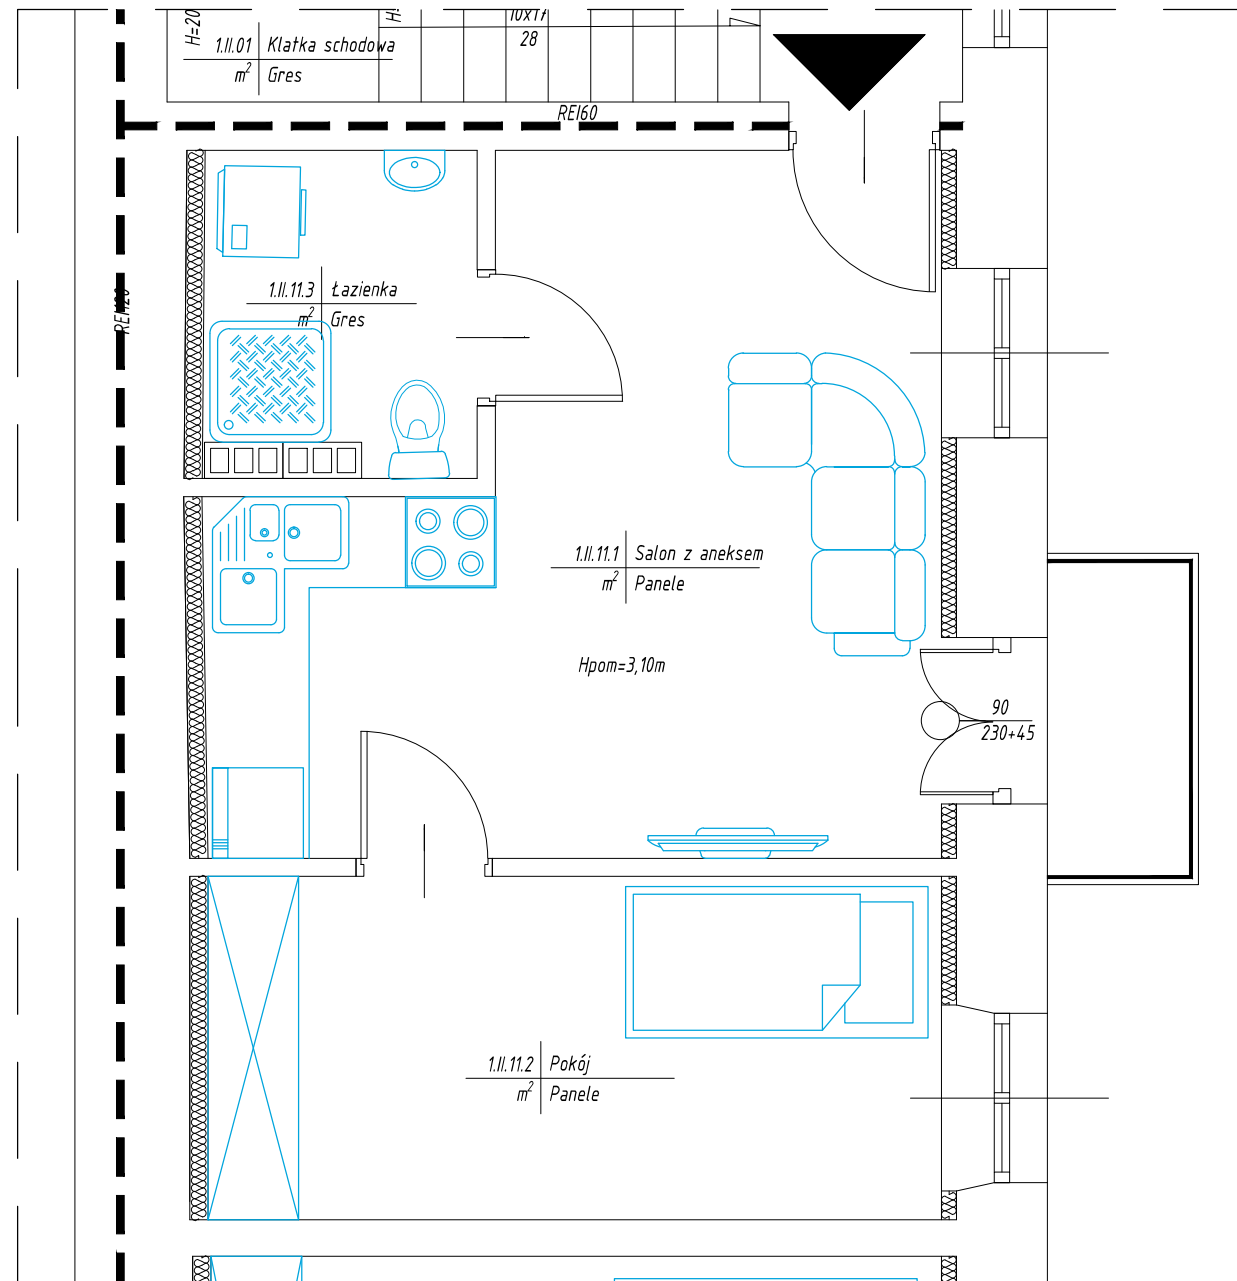 H=20
1.II.01 Klatka schodowa
m² Gres
10x17
28
REI60
1.II.11.3 Łazienka
m² Gres
REI120
1.II.11.1 Salon z aneksem
m² Panele
Hpom=3,10m
90
230+45
1.II.11.2 Pokój
m² Panele